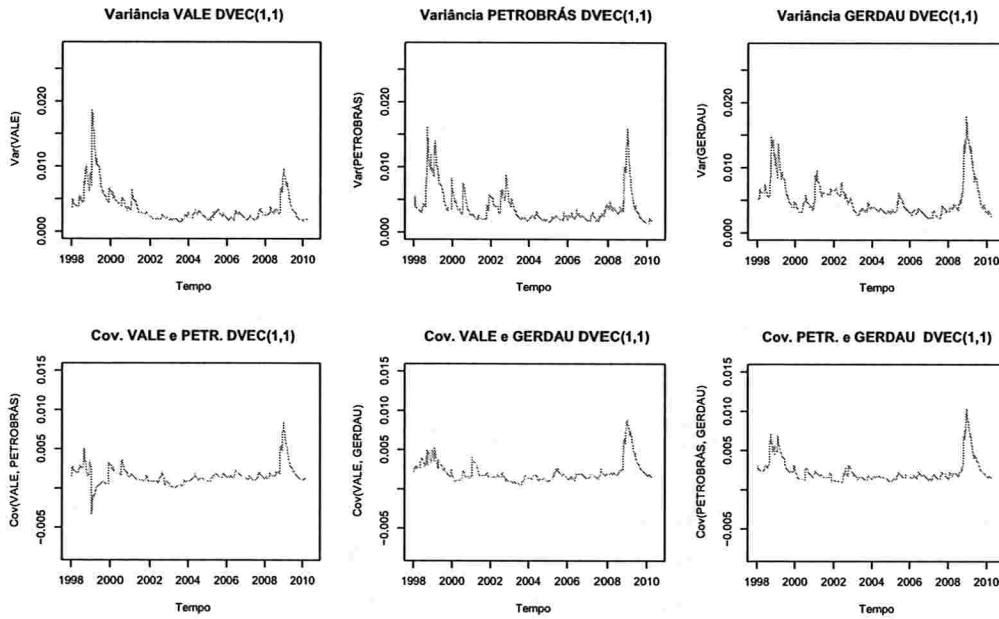 Variância VALE DVEC(1,1)
Var(VALE)
0.000 0.010 0.020
1998 2000 2002 2004 2006 2008 2010
Tempo
Variância PETROBRÁS DVEC(1,1)
Var(PETROBRÁS)
0.000 0.010 0.020
1998 2000 2002 2004 2006 2008 2010
Tempo
Variância GERDAU DVEC(1,1)
Var(GERDAU)
0.000 0.010 0.020
1998 2000 2002 2004 2006 2008 2010
Tempo
Cov. VALE e PETR. DVEC(1,1)
Cov(VALE, PETROBRÁS)
−0.005 0.000 0.005 0.010 0.015
1998 2000 2002 2004 2006 2008 2010
Tempo
Cov. VALE e GERDAU DVEC(1,1)
Cov(VALE, GERDAU)
−0.005 0.000 0.005 0.010 0.015
1998 2000 2002 2004 2006 2008 2010
Tempo
Cov. PETR. e GERDAU DVEC(1,1)
Cov(PETROBRÁS, GERDAU)
−0.005 0.000 0.005 0.010 0.015
1998 2000 2002 2004 2006 2008 2010
Tempo